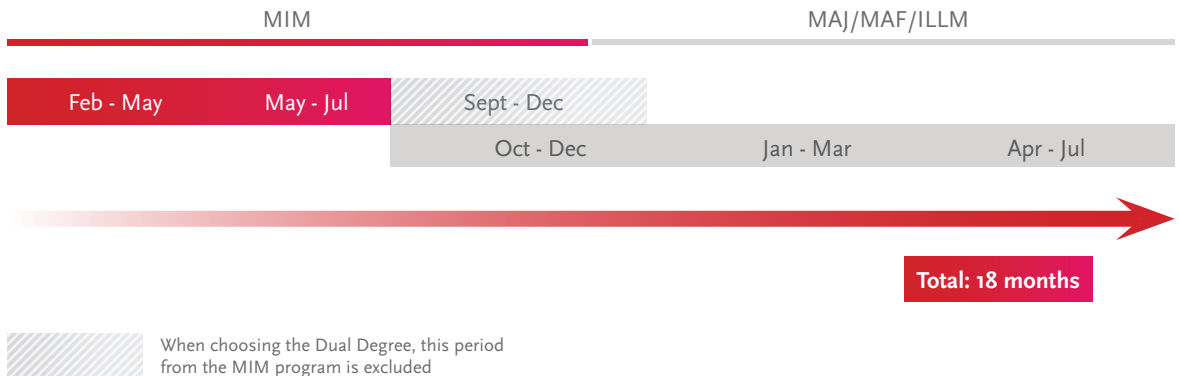 MIM
MAJ/MAF/ILLM
Feb - May
May - Jul
Sept - Dec
Oct - Dec
Jan - Mar
Apr - Jul
Total: 18 months
When choosing the Dual Degree, this period
from the MIM program is excluded